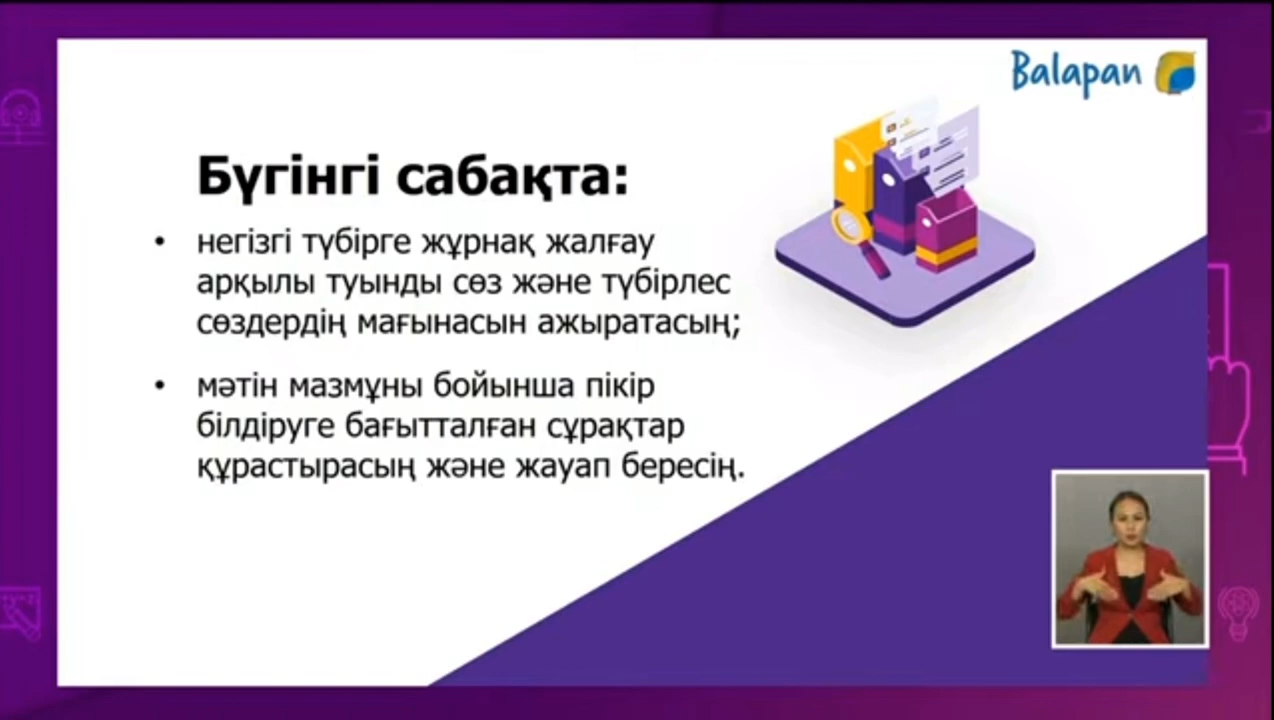 Balapan
Бүгінгі сабақта:
• негізгі түбірге жұрнақ жалғау
арқылы туынды сөз және түбірлес
сөздердің мағынасын ажыратасың;
• мәтін мазмұны бойынша пікір
білдіруге бағытталған сұрақтар
құрастырасың және жауап бересің.